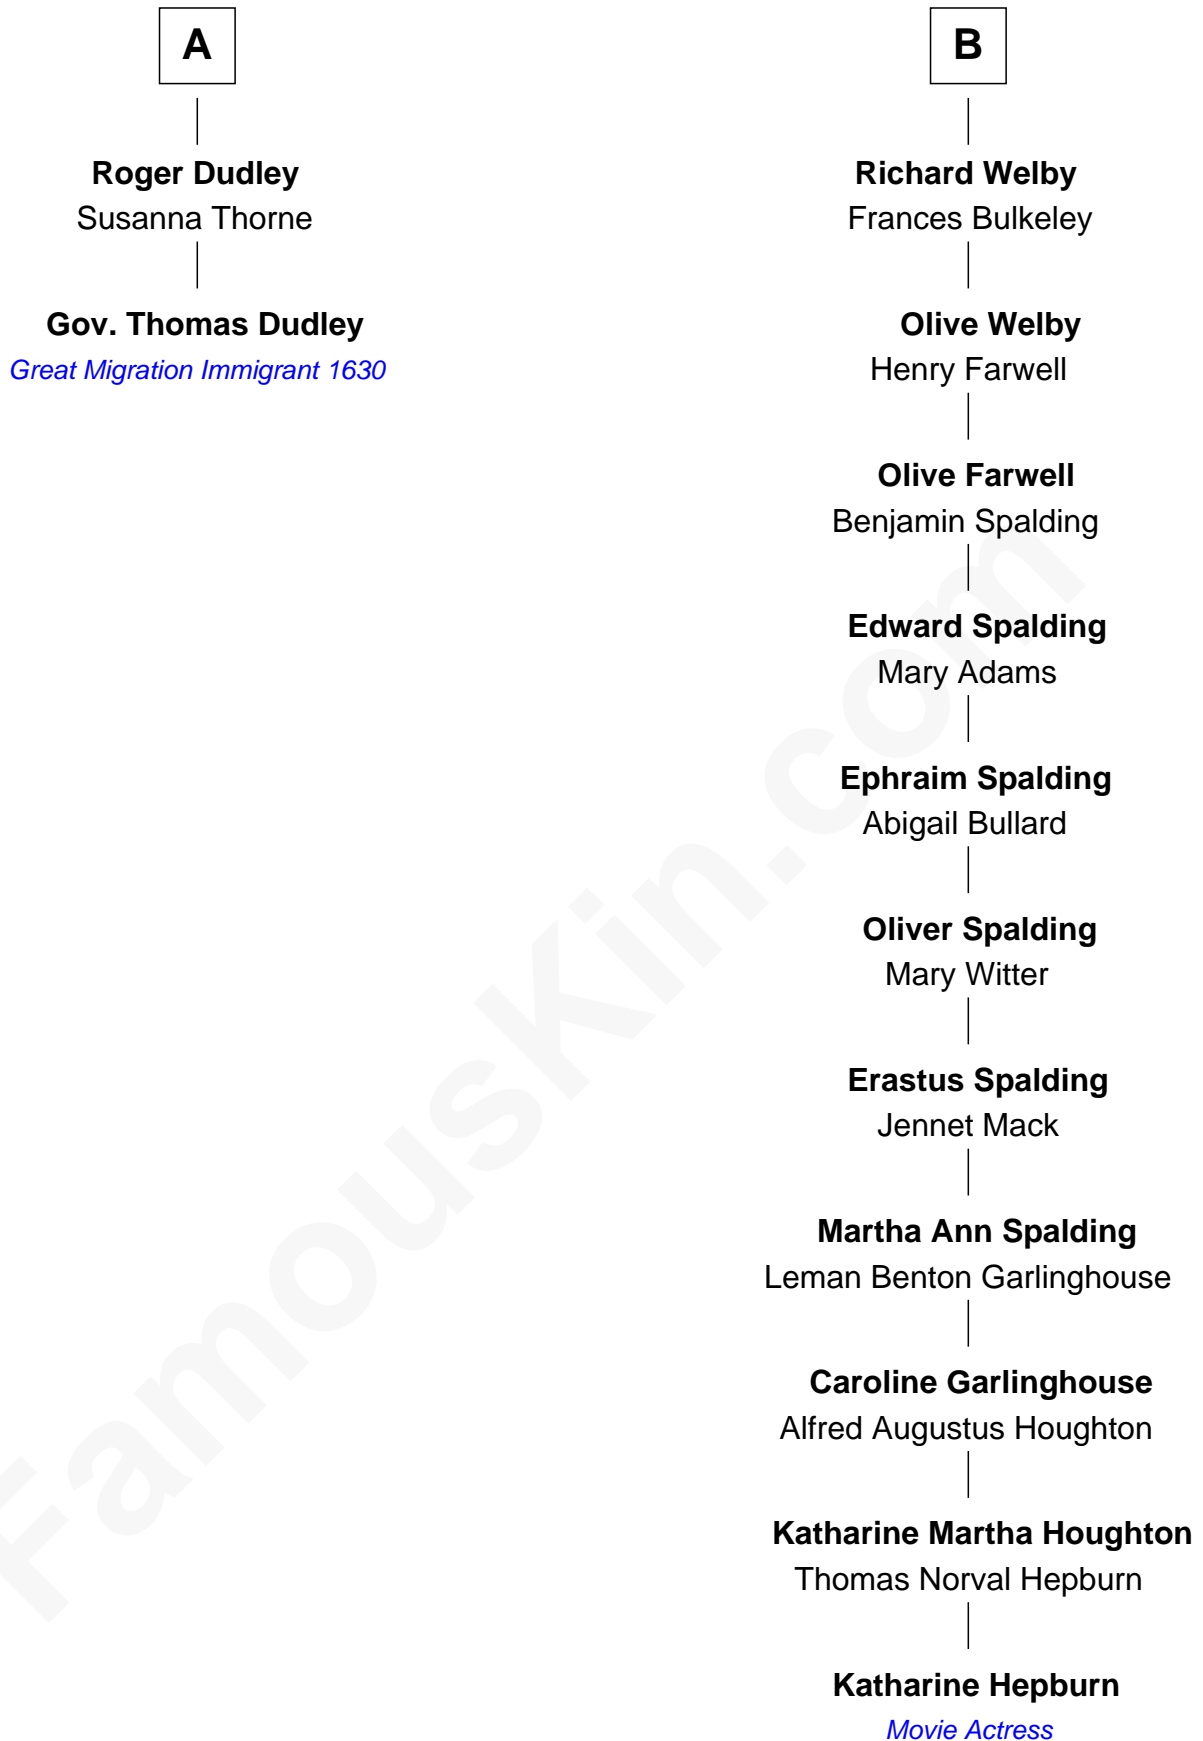 A
Roger Dudley
Susanna Thorne
Gov. Thomas Dudley
Great Migration Immigrant 1630
B
Richard Welby
Frances Bulkeley
Olive Welby
Henry Farwell
Olive Farwell
Benjamin Spalding
Edward Spalding
Mary Adams
Ephraim Spalding
Abigail Bullard
Oliver Spalding
Mary Witter
Erastus Spalding
Jennet Mack
Martha Ann Spalding
Leman Benton Garlinghouse
Caroline Garlinghouse
Alfred Augustus Houghton
Katharine Martha Houghton
Thomas Norval Hepburn
Katharine Hepburn
Movie Actress
FamousKin.com